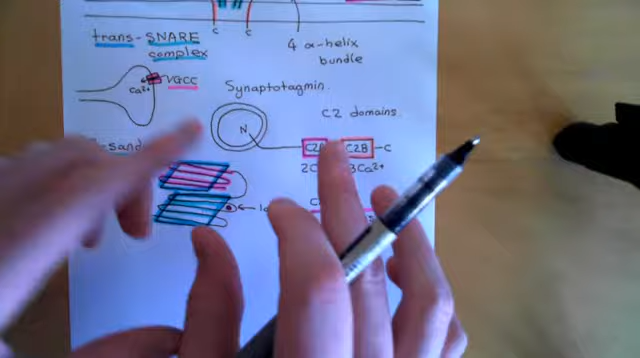 C C
trans-SNARE
complex
4 α-helix
bundle
VGCC
Ca²⁺
Synaptotagmin.
C2 domains.
N
C2B -C
3Ca²⁺